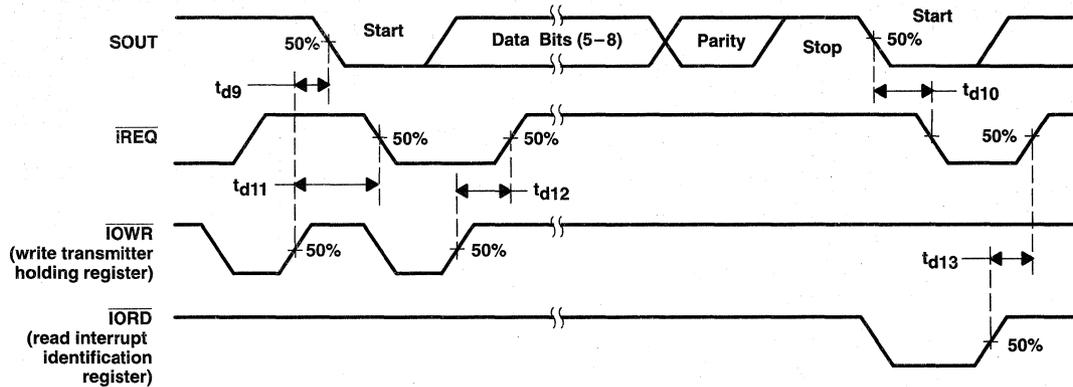 SOUT
50%
Start
Data Bits (5–8)
Parity
Stop
Start
50%
td9
td10
IREQ
50%
50%
50%
td11
td12
IOWR
(write transmitter
holding register)
50%
50%
td13
IORD
(read interrupt
identification
register)
50%